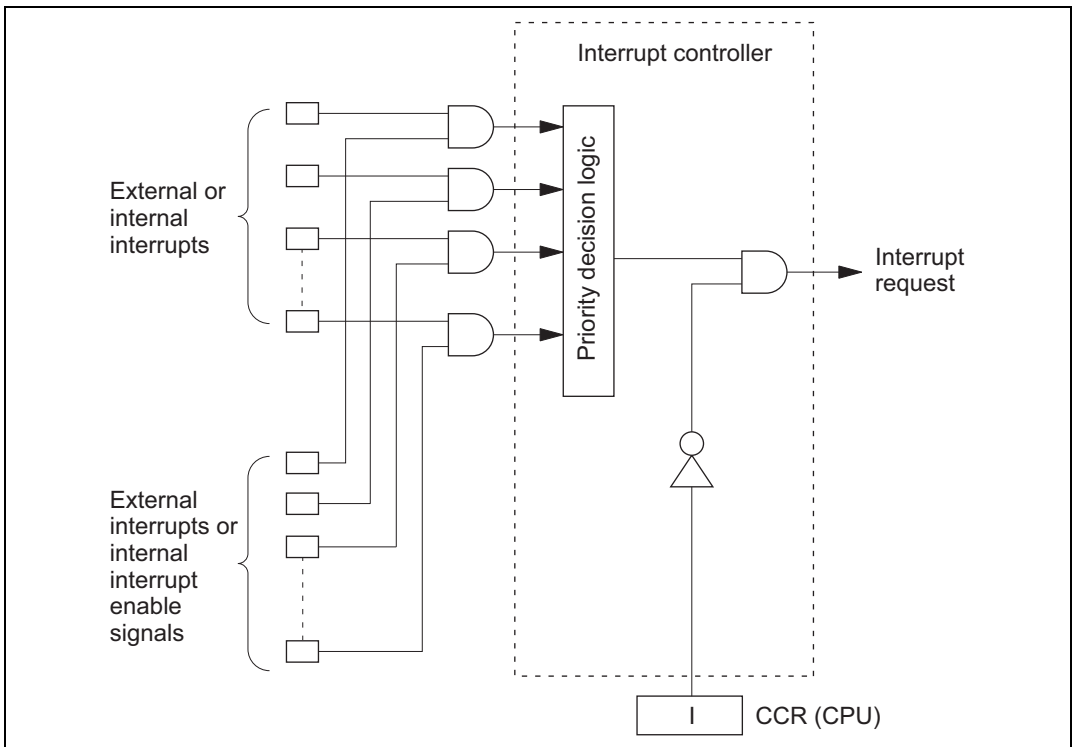 Interrupt controller
External or
internal
interrupts
Priority decision logic
Interrupt
request
External
interrupts or
internal
interrupt
enable
signals
I
CCR (CPU)